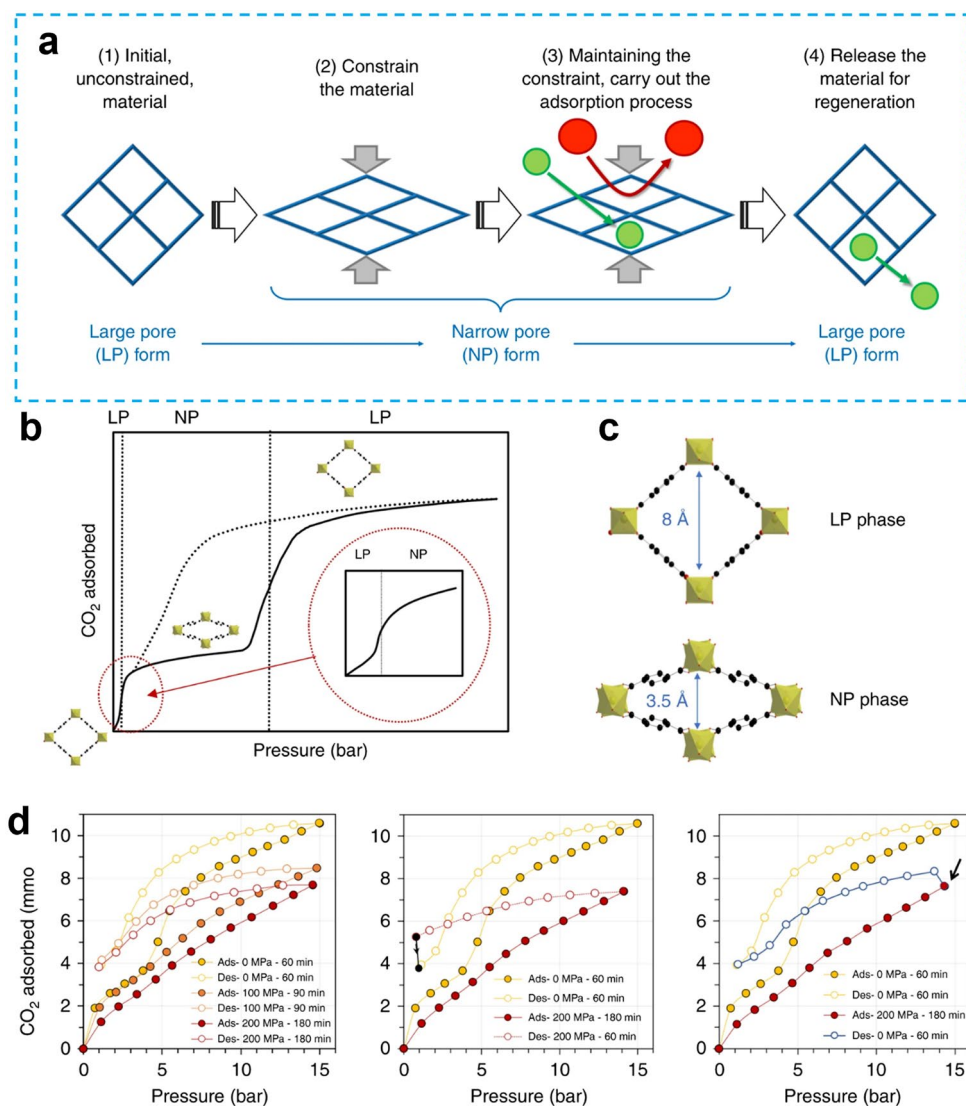 a
(1) Initial,
unconstrained,
material
(2) Constrain
the material
(3) Maintaining the
constraint, carry out the
adsorption process
(4) Release the
material for
regeneration
Large pore
(LP) form
Narrow pore
(NP) form
Large pore
(LP) form
b
LP NP LP
CO2 adsorbed
LP NP
Pressure (bar)
c
8 Å
LP phase
3.5 Å
NP phase
d
CO2 adsorbed (mmo
10
8
6
4
2
0
Ads- 0 MPa - 60 min
Des- 0 MPa - 60 min
Ads- 100 MPa - 90 min
Des- 100 MPa - 90 min
Ads- 200 MPa - 180 min
Des- 200 MPa - 180 min
0 5 10 15
Pressure (bar)
10
8
6
4
2
0
Ads- 0 MPa - 60 min
Des- 0 MPa - 60 min
Ads- 200 MPa - 180 min
Des- 200 MPa - 60 min
0 5 10 15
Pressure (bar)
10
8
6
4
2
0
Ads- 0 MPa - 60 min
Des- 0 MPa - 60 min
Ads- 200 MPa - 180 min
Des- 0 MPa - 60 min
0 5 10 15
Pressure (bar)